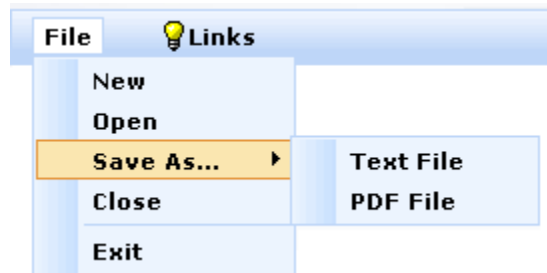 File Links
New
Open
Save As...
Text File
Close
PDF File
Exit